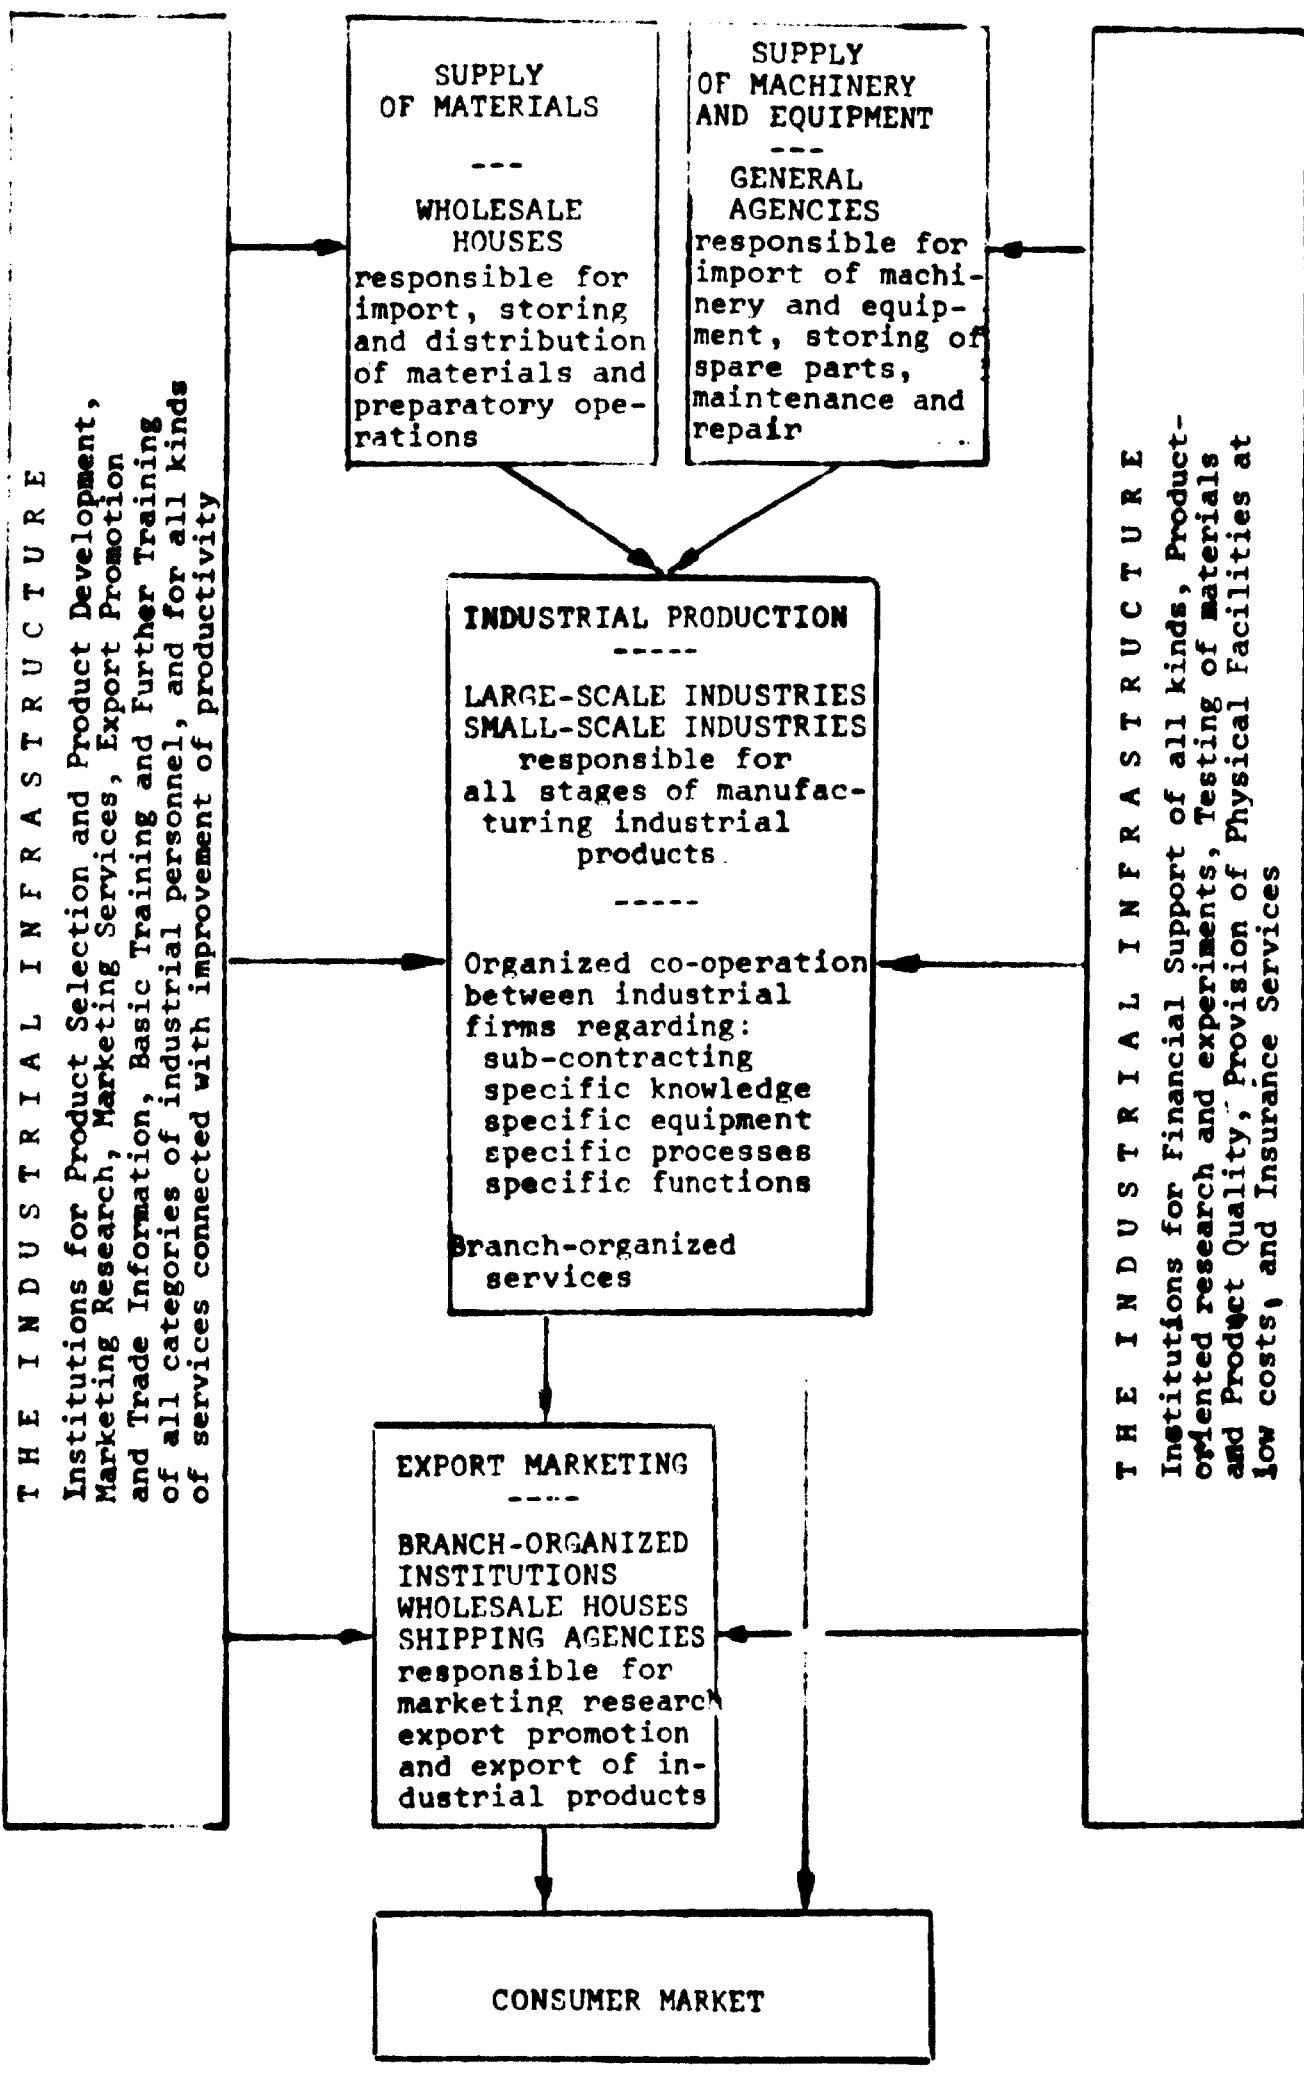 THE INDUSTRIAL INFRASTRUCTURE
Institutions for Product Selection and Product Development,
Marketing Research, Marketing Services, Export Promotion
and Trade Information, Basic Training and Further Training
of all categories of industrial personnel, and for all kinds
of services connected with improvement of productivity
SUPPLY
OF MATERIALS
---
WHOLESALE
HOUSES
responsible for
import, storing
and distribution
of materials and
preparatory ope-
rations
SUPPLY
OF MACHINERY
AND EQUIPMENT
---
GENERAL
AGENCIES
responsible for
import of machi-
nery and equip-
ment, storing of
spare parts,
maintenance and
repair
INDUSTRIAL PRODUCTION
-----
LARGE-SCALE INDUSTRIES
SMALL-SCALE INDUSTRIES
responsible for
all stages of manufac-
turing industrial
products
-----
Organized co-operation
between industrial
firms regarding:
sub-contracting
specific knowledge
specific equipment
specific processes
specific functions
Branch-organized
services
EXPORT MARKETING
----
BRANCH-ORGANIZED
INSTITUTIONS
WHOLESALE HOUSES
SHIPPING AGENCIES
responsible for
marketing research
export promotion
and export of in-
dustrial products
CONSUMER MARKET
THE INDUSTRIAL INFRASTRUCTURE
Institutions for Financial Support of all kinds, Product-
oriented research and experiments, Testing of materials
and Product Quality, Provision of Physical Facilities at
low costs, and Insurance Services